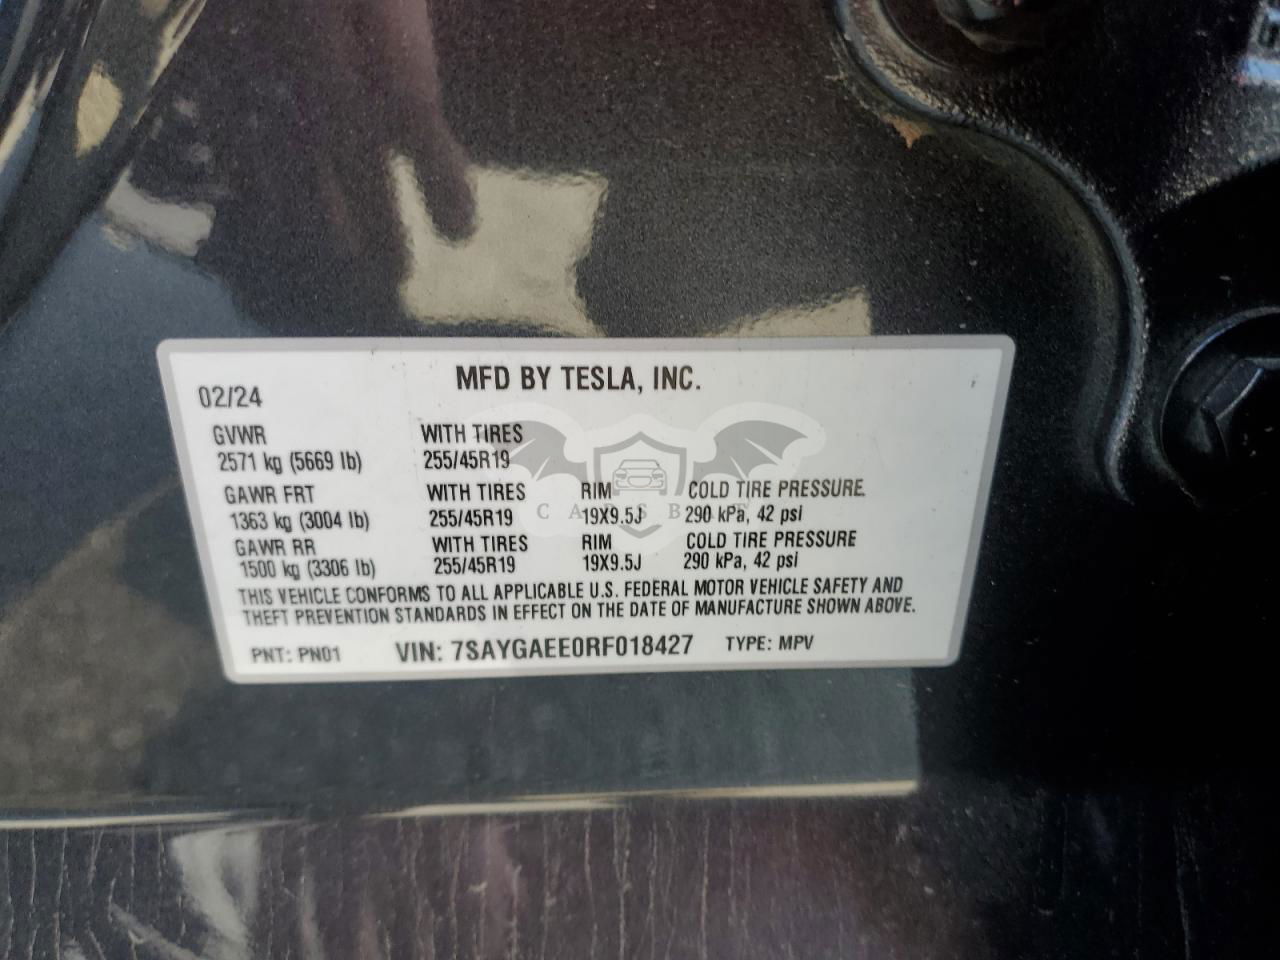 MFD BY TESLA, INC.
02/24
GVWR WITH TIRES
2571 kg (5669 lb) 255/45R19
GAWR FRT WITH TIRES RIM COLD TIRE PRESSURE
1363 kg (3004 lb) 255/45R19 19X9.5J 290 kPa, 42 psi
GAWR RR WITH TIRES RIM COLD TIRE PRESSURE
1500 kg (3306 lb) 255/45R19 19X9.5J 290 kPa, 42 psi
THIS VEHICLE CONFORMS TO ALL APPLICABLE U.S. FEDERAL MOTOR VEHICLE SAFETY AND
THEFT PREVENTION STANDARDS IN EFFECT ON THE DATE OF MANUFACTURE SHOWN ABOVE.
PNT: PN01 VIN: 7SAYGAEE0RF018427 TYPE: MPV